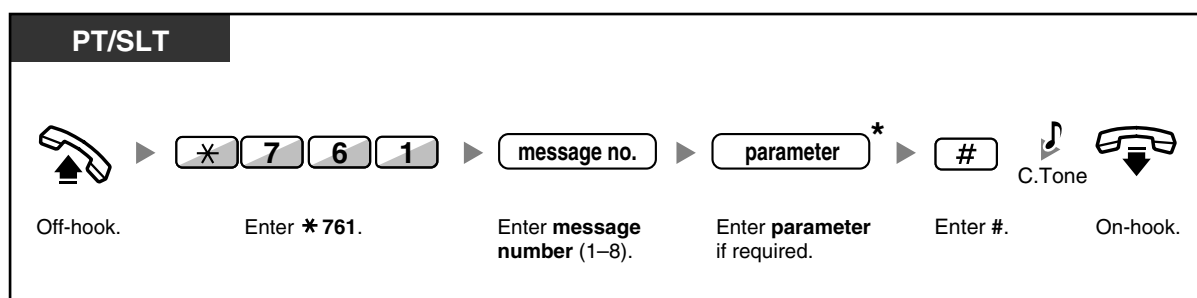 PT/SLT
✳ 7 6 1 message no. parameter* #
C.Tone
Off-hook. Enter ✳ 761. Enter message Enter parameter Enter #. On-hook.
number (1–8). if required.